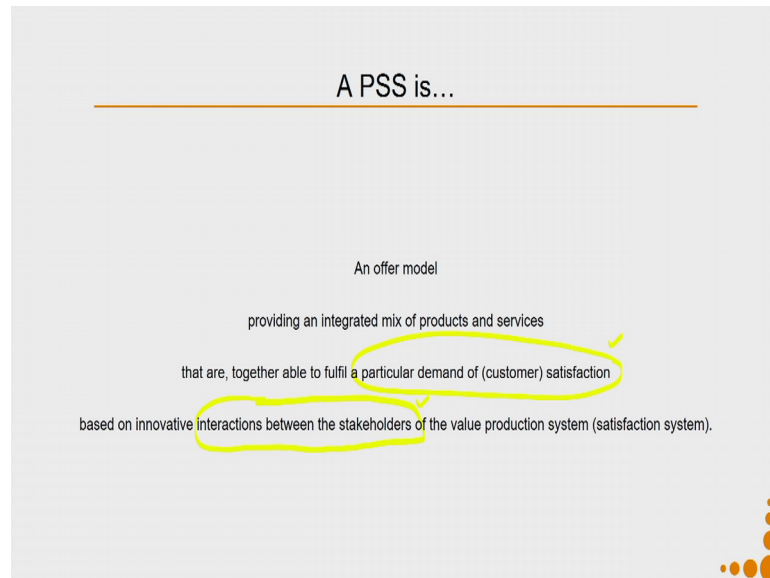 A PSS is…
An offer model
providing an integrated mix of products and services
that are, together able to fulfil a particular demand of (customer) satisfaction
based on innovative interactions between the stakeholders of the value production system (satisfaction system).